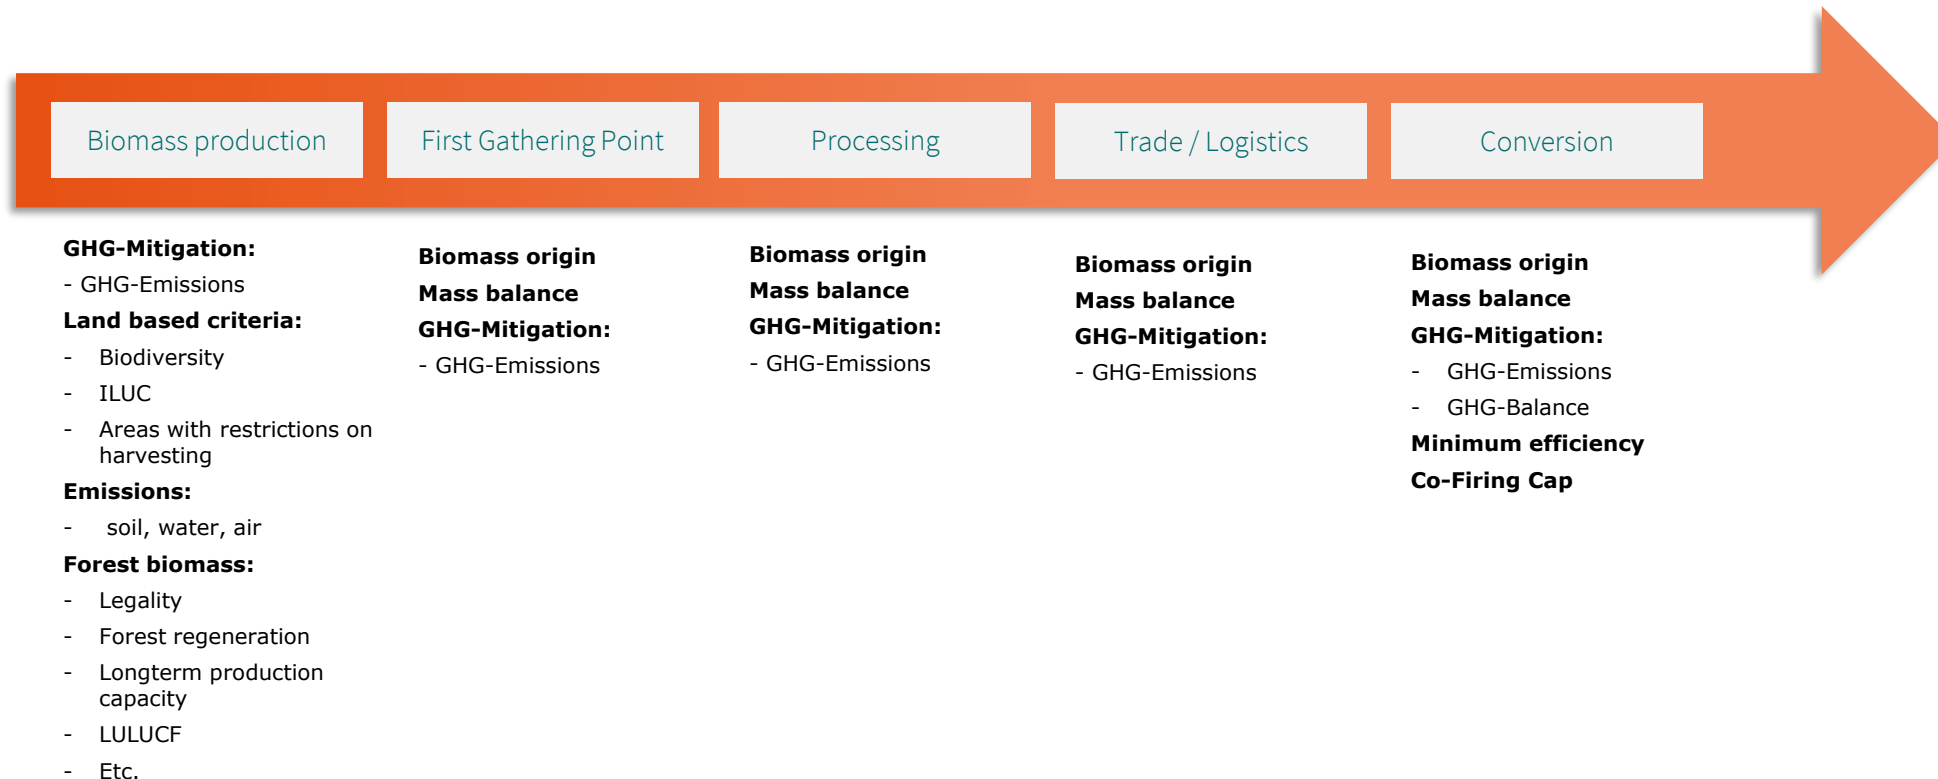 Biomass production
First Gathering Point
Processing
Trade / Logistics
Conversion
GHG-Mitigation:
- GHG-Emissions
Land based criteria:
- Biodiversity
- ILUC
- Areas with restrictions on
harvesting
Emissions:
- soil, water, air
Forest biomass:
- Legality
- Forest regeneration
- Longterm production
capacity
- LULUCF
- Etc.
Biomass origin
Mass balance
GHG-Mitigation:
- GHG-Emissions
Biomass origin
Mass balance
GHG-Mitigation:
- GHG-Emissions
Biomass origin
Mass balance
GHG-Mitigation:
- GHG-Emissions
Biomass origin
Mass balance
GHG-Mitigation:
- GHG-Emissions
- GHG-Balance
Minimum efficiency
Co-Firing Cap